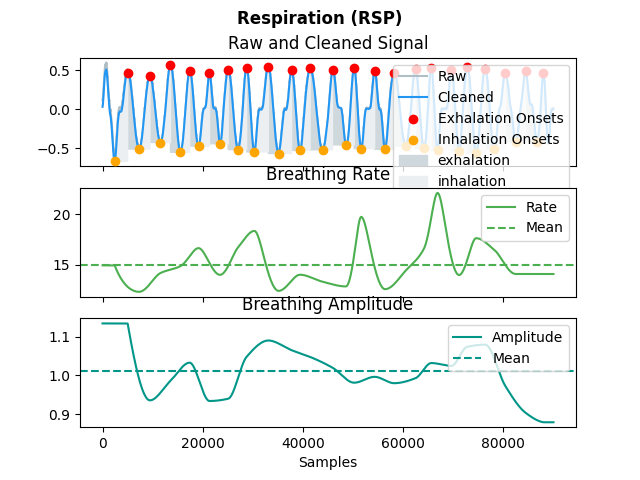 Respiration (RSP)
Raw and Cleaned Signal
0.5
0.0
−0.5
Raw
Cleaned
Exhalation Onsets
Inhalation Onsets
exhalation
inhalation
Breathing Rate
20
15
Rate
Mean
Breathing Amplitude
1.1
1.0
0.9
Amplitude
Mean
0 20000 40000 60000 80000
Samples